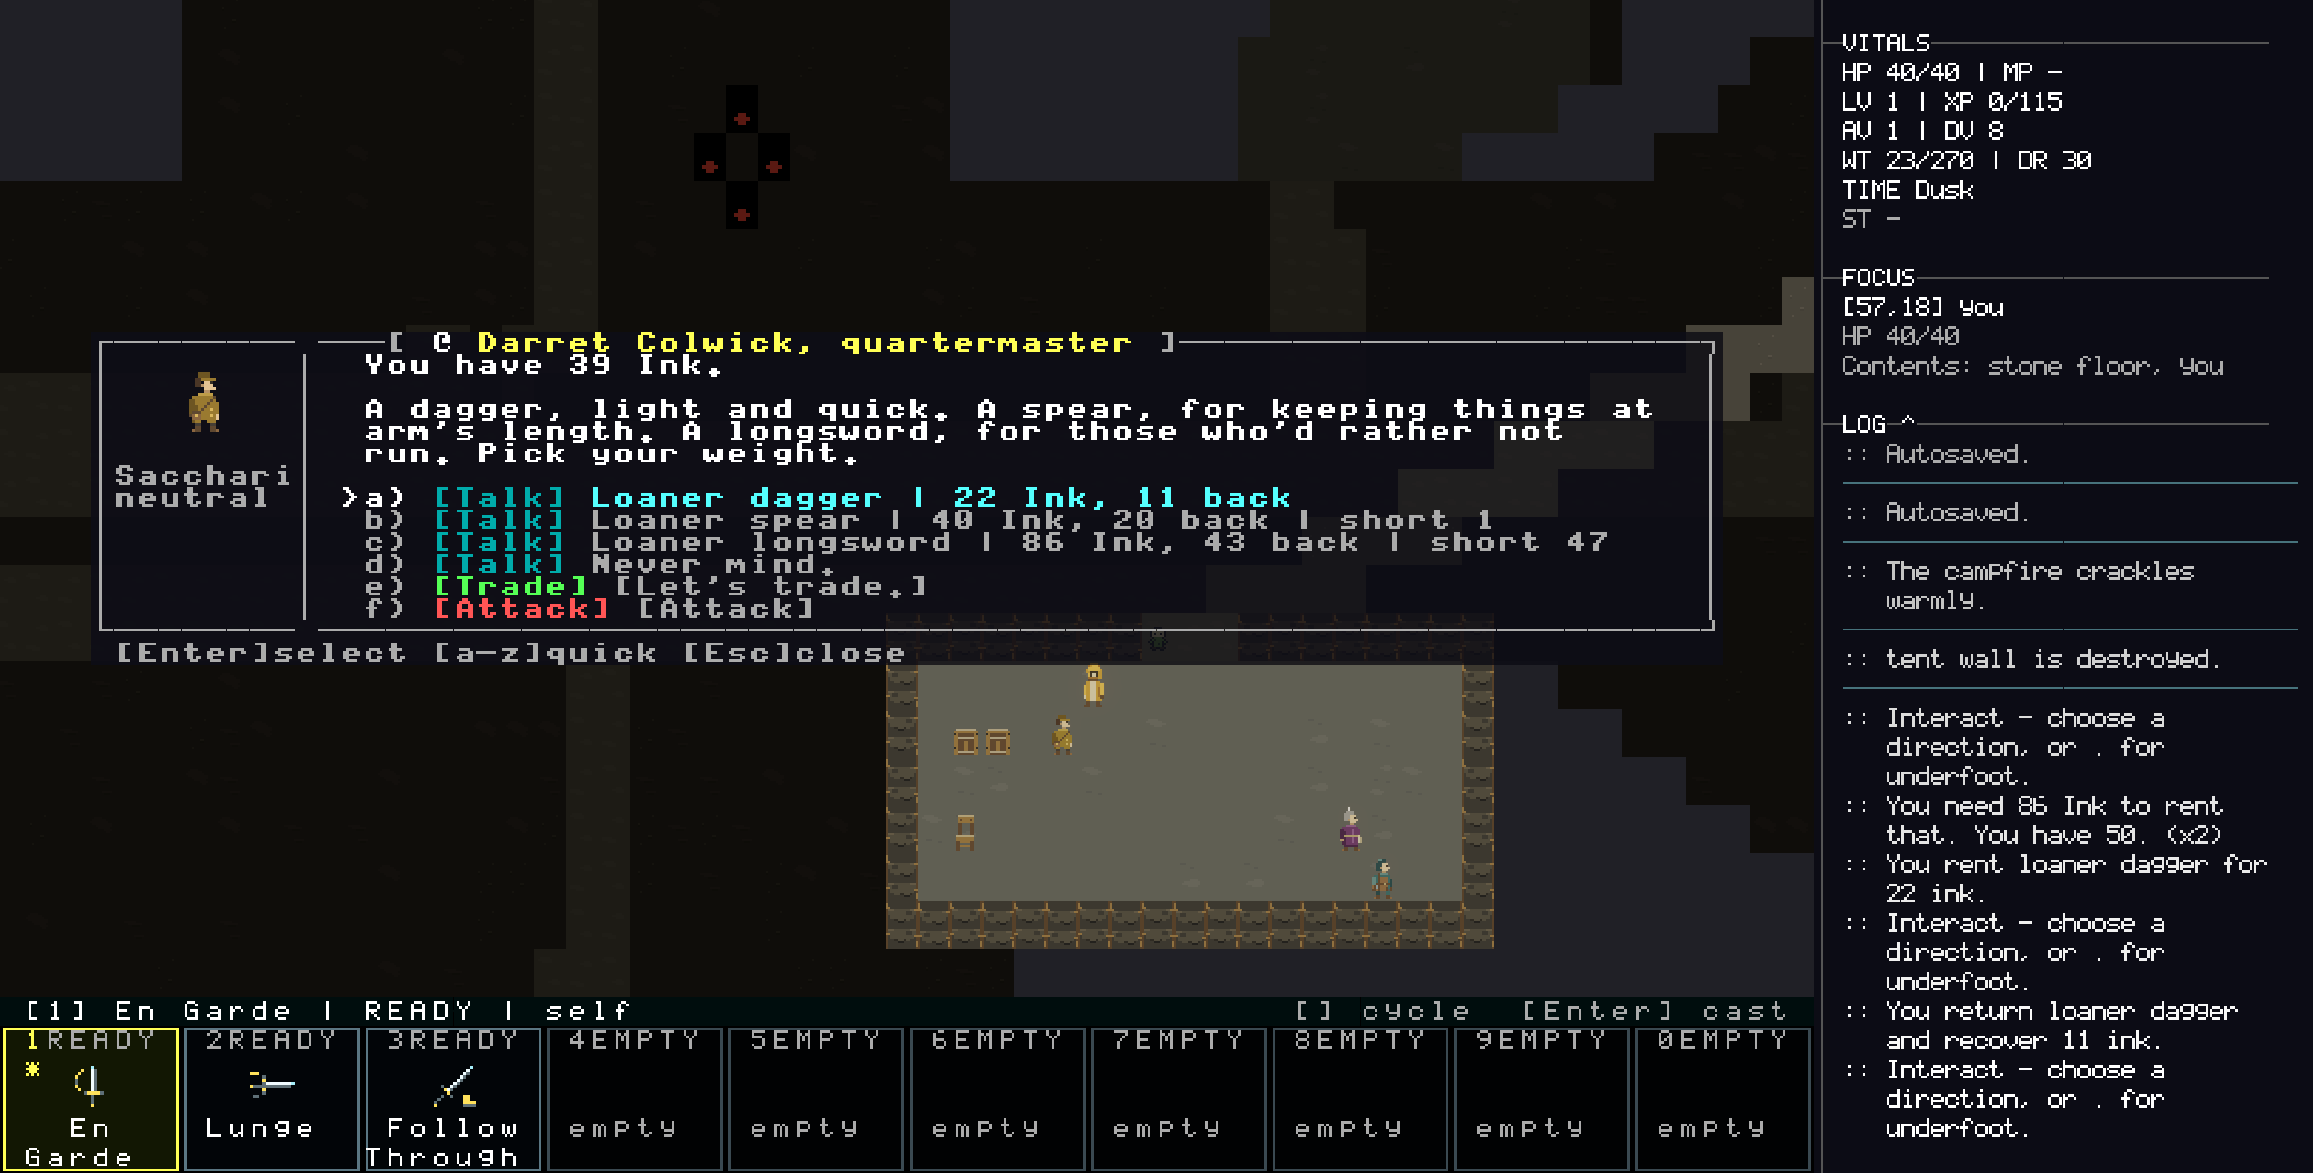 [ @ Darret Colwick, quartermaster ]
You have 39 Ink.
A dagger, light and quick. A spear, for keeping things at
arm's length. A longsword, for those who'd rather not
run. Pick your weight.
Sacchari
neutral
>a) [Talk] Loaner dagger | 22 Ink, 11 back
b) [Talk] Loaner spear | 40 Ink, 20 back | short 1
c) [Talk] Loaner longsword | 86 Ink, 43 back | short 47
d) [Talk] Never mind.
e) [Trade] [Let's trade.]
f) [Attack] [Attack]
[Enter]select [a-z]quick [Esc]close
[1] En Garde | READY | self
[] cycle [Enter] cast
1READY
* En
Garde
2READY
Lunge
3READY
Follow
Through
4EMPTY
empty
5EMPTY
empty
6EMPTY
empty
7EMPTY
empty
8EMPTY
empty
9EMPTY
empty
0EMPTY
empty
VITALS
HP 40/40 | MP -
LV 1 | XP 0/115
AV 1 | DV 8
WT 23/270 | DR 30
TIME Dusk
ST -
FOCUS
[57,18] You
HP 40/40
Contents: stone floor, You
LOG ^
:: Autosaved.
:: Autosaved.
:: The campfire crackles
warmly.
:: tent wall is destroyed.
:: Interact - choose a
direction, or . for
underfoot.
:: You need 86 Ink to rent
that. You have 50. (x2)
:: You rent loaner dagger for
22 ink.
:: Interact - choose a
direction, or . for
underfoot.
:: You return loaner dagger
and recover 11 ink.
:: Interact - choose a
direction, or . for
underfoot.